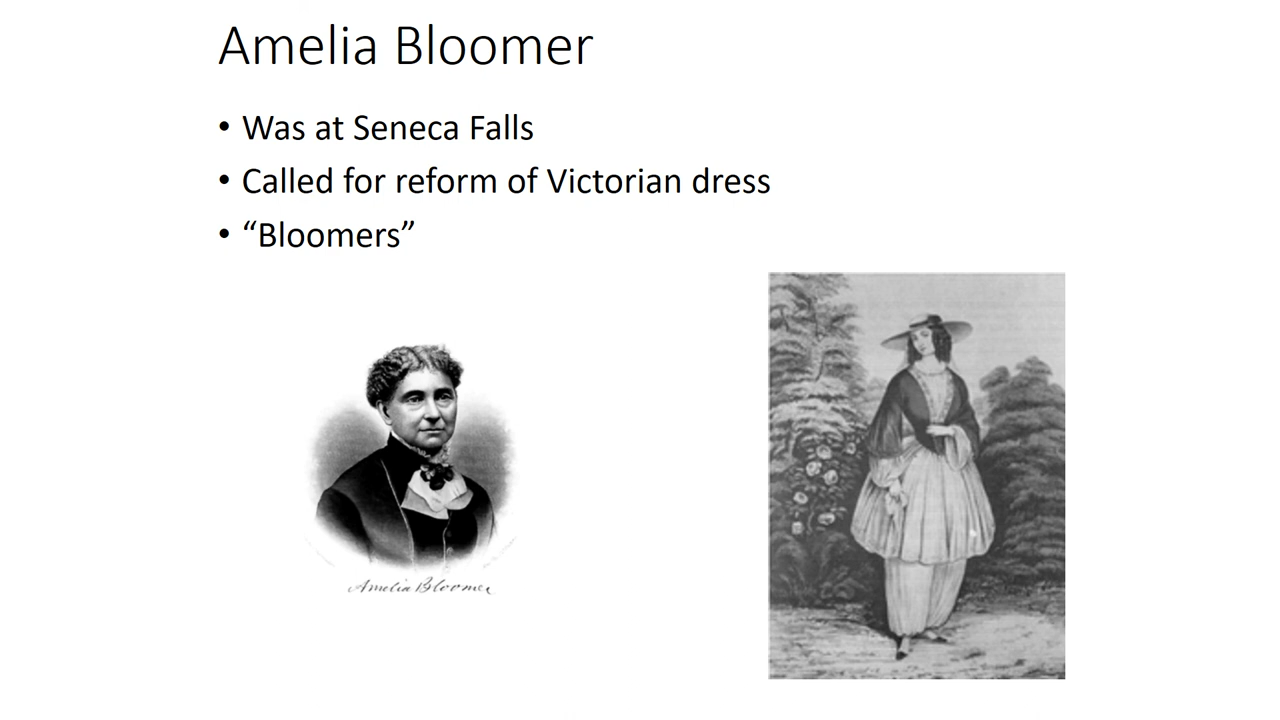 Amelia Bloomer
• Was at Seneca Falls
• Called for reform of Victorian dress
• “Bloomers”
Amelia Bloomer